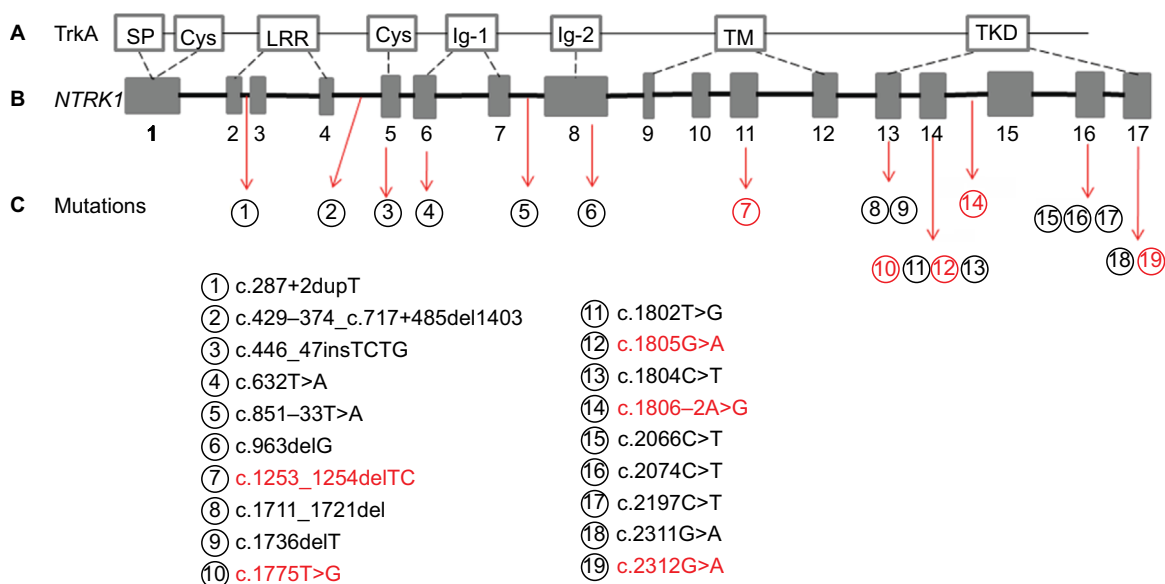 A TrkA SP Cys LRR Cys Ig-1 Ig-2 TM TKD
B NTRK1
1 2 3 4 5 6 7 8 9 10 11 12 13 14 15 16 17
C Mutations 1 2 3 4 5 6 7 8 9 14 15 16 17
10 11 12 13 18 19
1 c.287+2dupT
2 c.429–374_c.717+485del1403
3 c.446_47insTCTG
4 c.632T>A
5 c.851–33T>A
6 c.963delG
7 c.1253_1254delTC
8 c.1711_1721del
9 c.1736delT
10 c.1775T>G
11 c.1802T>G
12 c.1805G>A
13 c.1804C>T
14 c.1806–2A>G
15 c.2066C>T
16 c.2074C>T
17 c.2197C>T
18 c.2311G>A
19 c.2312G>A